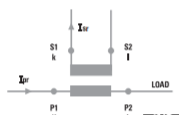 Isr
S1 S2
k l
Ipr LOAD
P1 P2